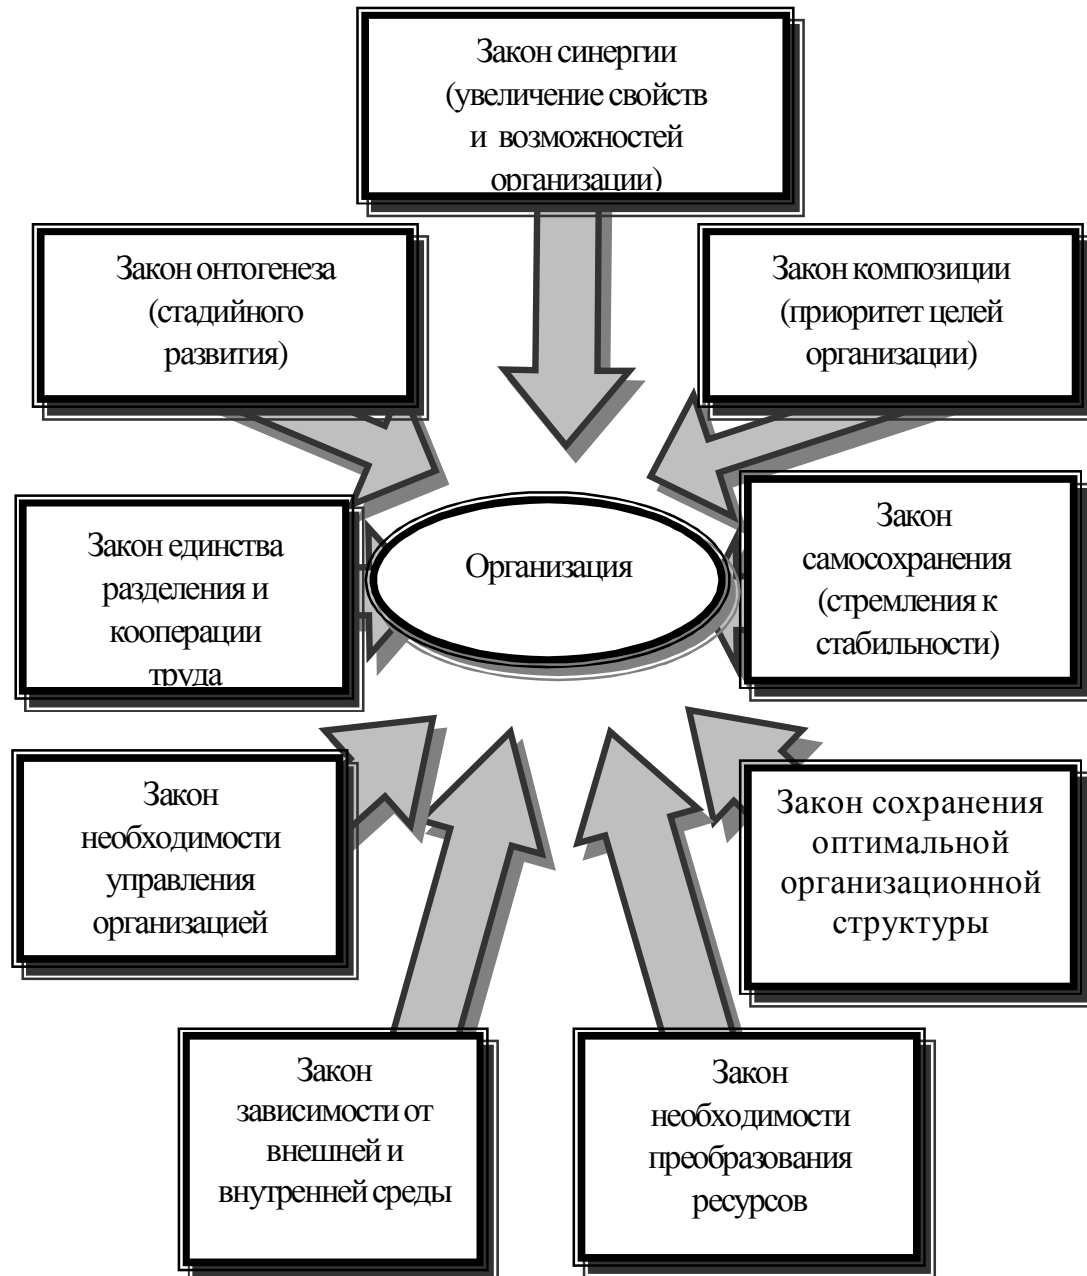 Закон синергии
(увеличение свойств
и возможностей
организации)
Закон онтогенеза
(стадийного
развития)
Закон композиции
(приоритет целей
организации)
Закон единства
разделения и
кооперации
труда
Организация
Закон
самосохранения
(стремления к
стабильности)
Закон
необходимости
управления
организацией
Закон сохранения
оптимальной
организационной
структуры
Закон
зависимости от
внешней и
внутренней среды
Закон
необходимости
преобразования
ресурсов